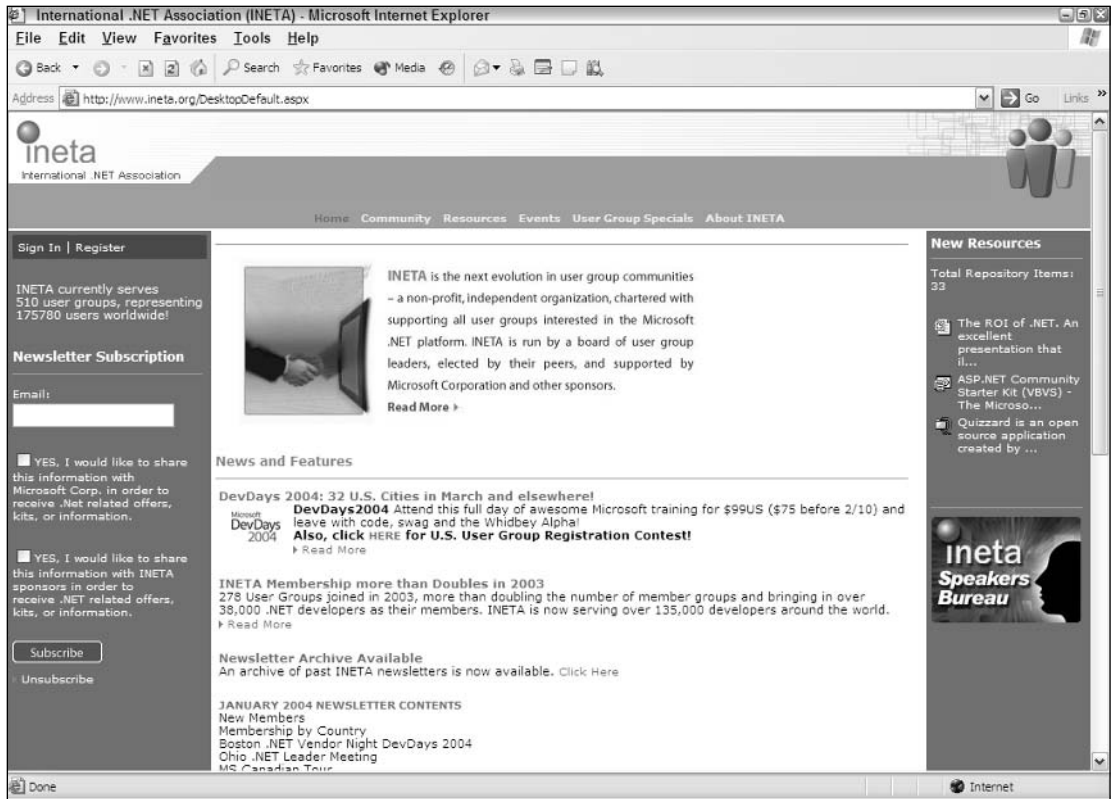 International .NET Association (INETA) - Microsoft Internet Explorer
File Edit View Favorites Tools Help
Back Search Favorites Media
Address http://www.ineta.org/DesktopDefault.aspx Go Links »
ineta
International .NET Association
Home Community Resources Events User Group Specials About INETA
Sign In | Register
INETA currently serves
510 user groups, representing
175780 users worldwide!
Newsletter Subscription
Email:
YES, I would like to share
this information with
Microsoft Corp. in order to
receive .Net related offers,
kits, or information.
YES, I would like to share
this information with INETA
sponsors in order to
receive .NET related offers,
kits, or information.
Subscribe
Unsubscribe
INETA is the next evolution in user group communities
– a non-profit, independent organization, chartered with
supporting all user groups interested in the Microsoft
.NET platform. INETA is run by a board of user group
leaders, elected by their peers, and supported by
Microsoft Corporation and other sponsors.
Read More
News and Features
DevDays 2004: 32 U.S. Cities in March and elsewhere!
Microsoft
DevDays
2004
DevDays2004 Attend this full day of awesome Microsoft training for $99US ($75 before 2/10) and
leave with code, swag and the Whidbey Alpha!
Also, click HERE for U.S. User Group Registration Contest!
Read More
INETA Membership more than Doubles in 2003
278 User Groups joined in 2003, more than doubling the number of member groups and bringing in over
38,000 .NET developers as their members. INETA is now serving over 135,000 developers around the world.
Read More
Newsletter Archive Available
An archive of past INETA newsletters is now available. Click Here
JANUARY 2004 NEWSLETTER CONTENTS
New Members
Membership by Country
Boston .NET Vendor Night DevDays 2004
Ohio .NET Leader Meeting
MS Canadian Tour
New Resources
Total Repository Items:
33
The ROI of .NET. An
excellent
presentation that
il...
ASP.NET Community
Starter Kit (VBVS) -
The Microso...
Quizzard is an open
source application
created by ...
ineta
Speakers
Bureau
Done Internet